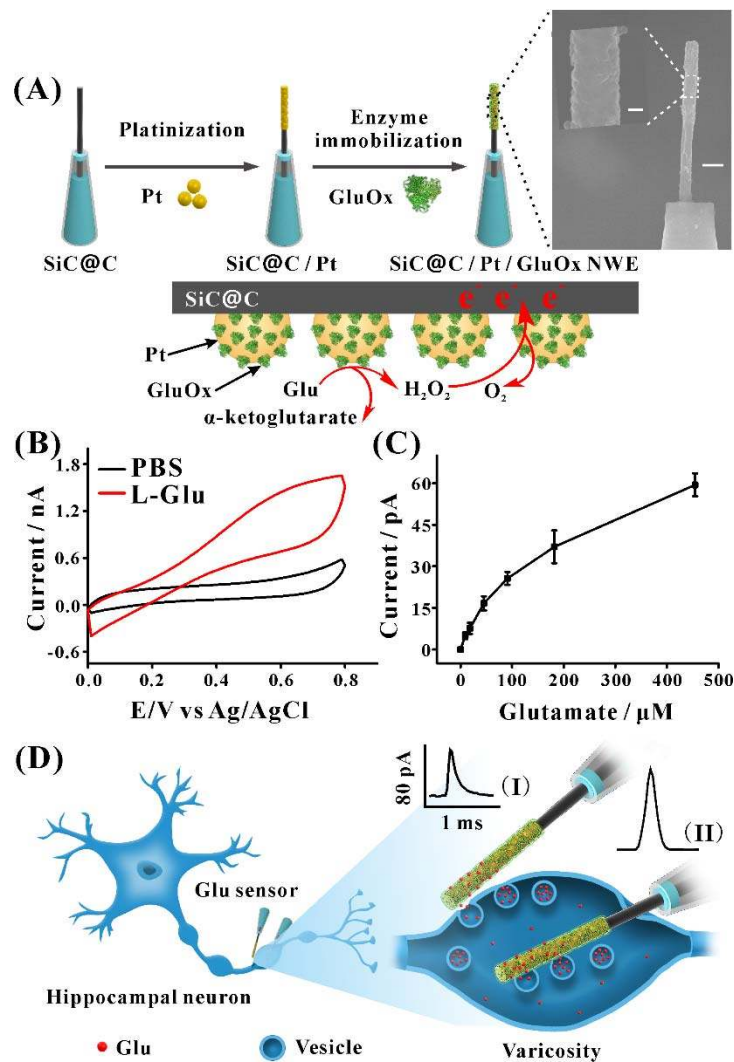 (A)
Platinization
Pt
Enzyme
immobilization
GluOx
SiC@C
SiC@C / Pt
SiC@C / Pt / GluOx NWE
SiC@C
e⁻ e⁻ e⁻
Pt
GluOx
Glu
H₂O₂
O₂
α-ketoglutarate
(B)
1.8
1.2
0.6
0.0
-0.6
Current / nA
PBS
L-Glu
0.0 0.2 0.4 0.6 0.8
E/V vs Ag/AgCl
(C)
60
45
30
15
0
Current / pA
0 100 200 300 400 500
Glutamate / μM
(D)
Glu sensor
Hippocampal neuron
80 pA
1 ms
(I)
(II)
Glu
Vesicle
Varicosity